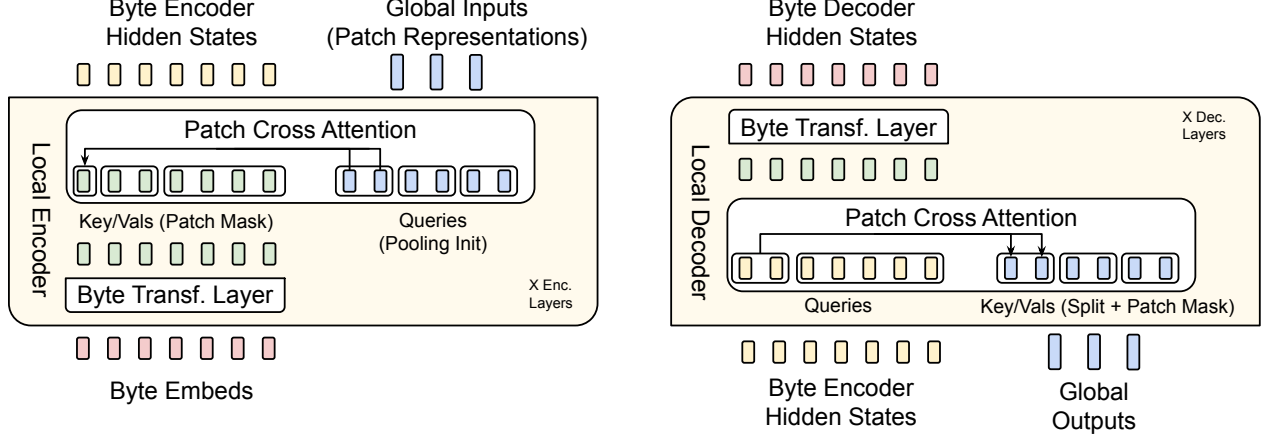 Byte Encoder
Hidden States
Global Inputs
(Patch Representations)
Local Encoder
Patch Cross Attention
Key/Vals (Patch Mask)
Queries
(Pooling Init)
Byte Transf. Layer
X Enc.
Layers
Byte Embeds
Byte Decoder
Hidden States
Local Decoder
Byte Transf. Layer
X Dec.
Layers
Patch Cross Attention
Queries
Key/Vals (Split + Patch Mask)
Byte Encoder
Hidden States
Global
Outputs